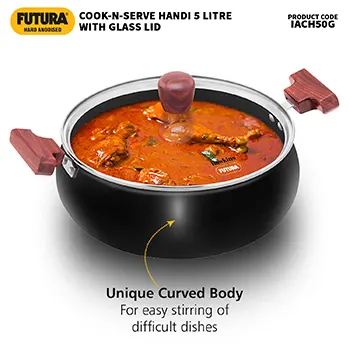 FUTURA
HARD ANODISED
COOK-N-SERVE HANDI 5 LITRE
WITH GLASS LID
PRODUCT CODE
IACH50G
FUTURA
Unique Curved Body
For easy stirring of
difficult dishes